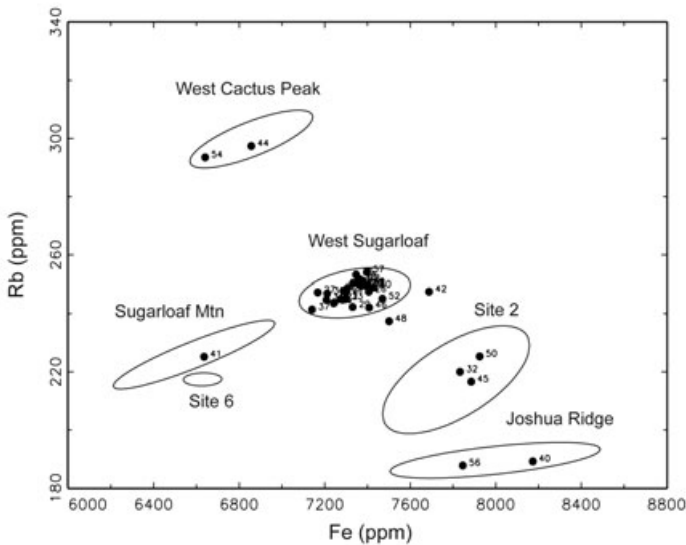 340
West Cactus Peak
300
44
54
Rb (ppm)
West Sugarloaf
57
260
52
42
37
48
Sugarloaf Mtn
Site 2
41
50
32
45
220
Site 6
Joshua Ridge
56
40
180
6000 6400 6800 7200 7600 8000 8400 8800
Fe (ppm)